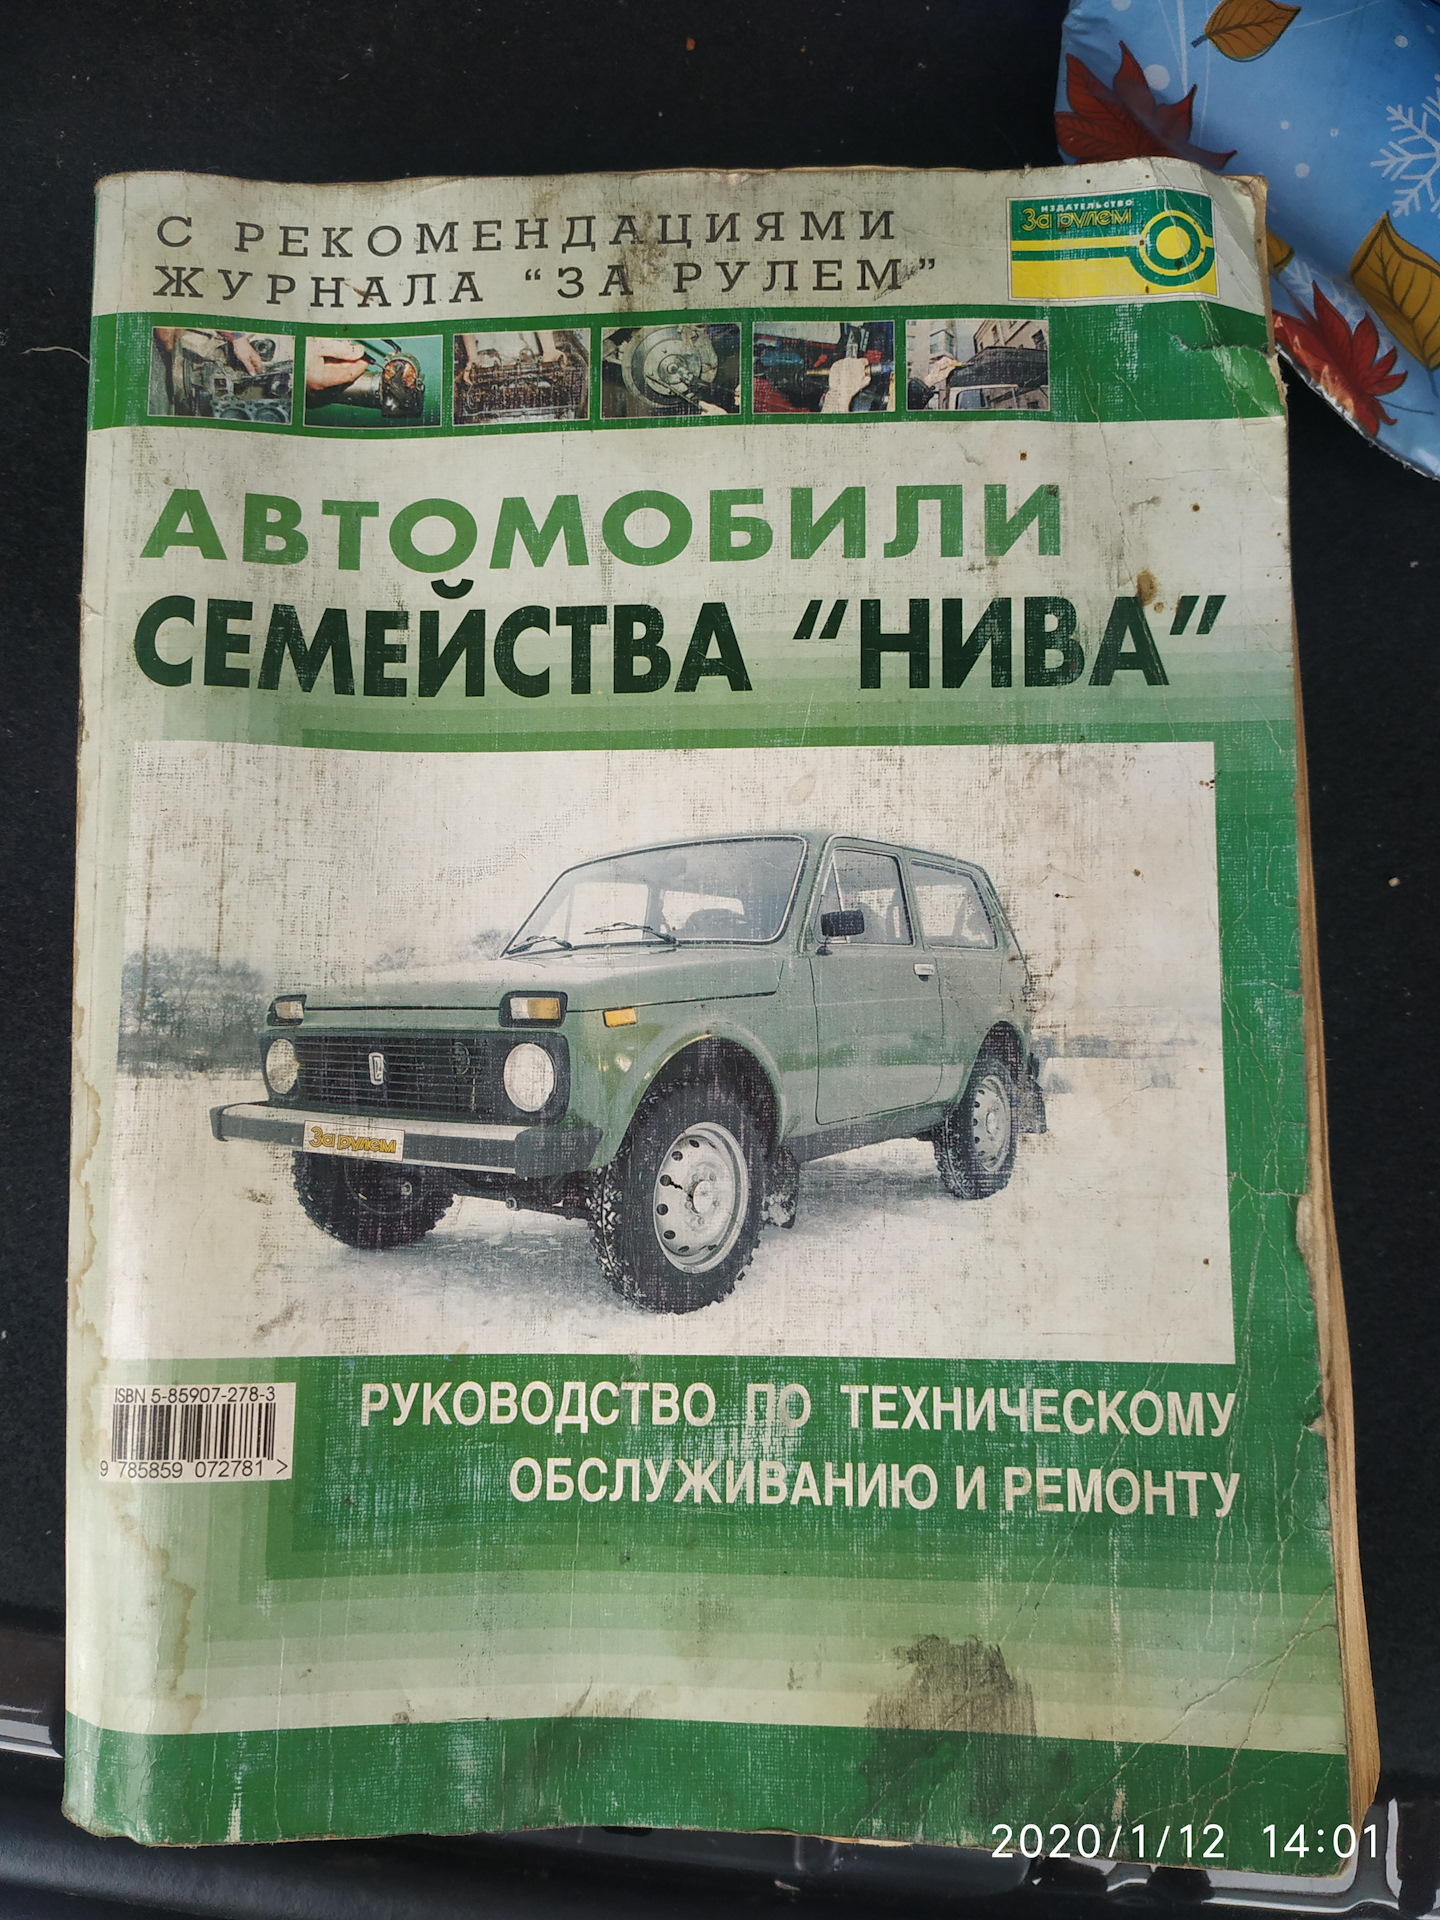 С РЕКОМЕНДАЦИЯМИ
ЖУРНАЛА “ЗА РУЛЕМ”
ИЗДАТЕЛЬСТВО
За рулем
АВТОМОБИЛИ
СЕМЕЙСТВА “НИВА”
За рулем
ISBN 5-85907-278-3
9 785859 072781 >
РУКОВОДСТВО ПО ТЕХНИЧЕСКОМУ
ОБСЛУЖИВАНИЮ И РЕМОНТУ
2020/1/12 14:01